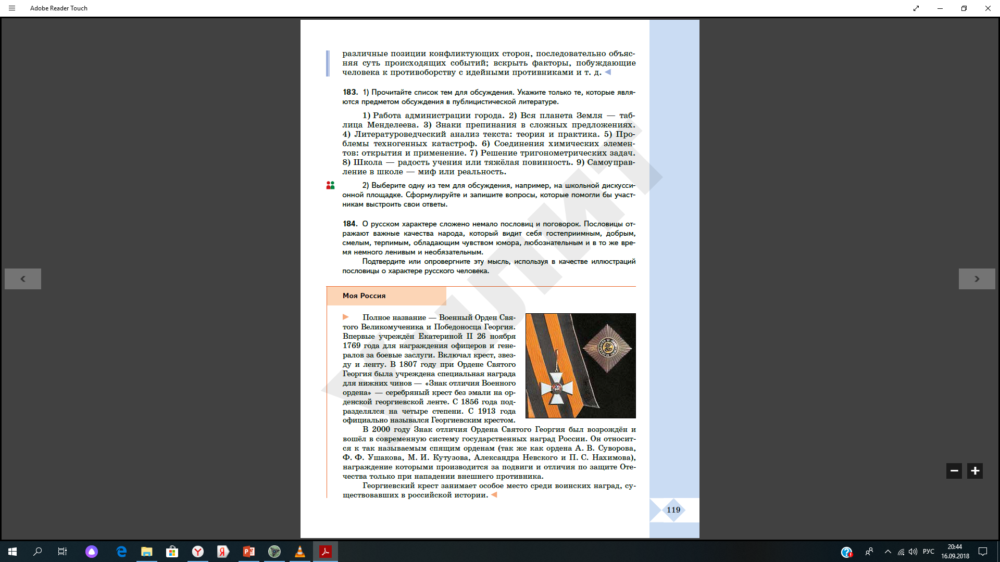 Adobe Reader Touch
различные позиции конфликтующих сторон, последовательно объяс-
няя суть происходящих событий; вскрыть факторы, побуждающие
человека к противоборству с идейными противниками и т. д.
183. 1) Прочитайте список тем для обсуждения. Укажите только те, которые явля-
ются предметом обсуждения в публицистической литературе.
1) Работа администрации города. 2) Вся планета Земля — таб-
лица Менделеева. 3) Знаки препинания в сложных предложениях.
4) Литературоведческий анализ текста: теория и практика. 5) Про-
блемы техногенных катастроф. 6) Соединения химических элемен-
тов: открытия и применение. 7) Решение тригонометрических задач.
8) Школа — радость учения или тяжёлая повинность. 9) Самоуправ-
ление в школе — миф или реальность.
2) Выберите одну из тем для обсуждения, например, на школьной дискусси-
онной площадке. Сформулируйте и запишите вопросы, которые помогли бы участ-
никам выстроить свои ответы.
184. О русском характере сложено немало пословиц и поговорок. Пословицы от-
ражают важные качества народа, который видит себя гостеприимным, добрым,
смелым, терпимым, обладающим чувством юмора, любознательным и в то же вре-
мя немного ленивым и необязательным.
Подтвердите или опровергните эту мысль, используя в качестве иллюстраций
пословицы о характере русского человека.
Моя Россия
Полное название — Военный Орден Свя-
того Великомученика и Победоносца Георгия.
Впервые учреждён Екатериной II 26 ноября
1769 года для награждения офицеров и гене-
ралов за боевые заслуги. Включал крест, звез-
ду и ленту. В 1807 году при Ордене Святого
Георгия была учреждена специальная награда
для нижних чинов — «Знак отличия Военного
ордена» — серебряный крест без эмали на ор-
денской георгиевской ленте. С 1856 года под-
разделялся на четыре степени. С 1913 года
официально назывался Георгиевским крестом.
В 2000 году Знак отличия Ордена Святого Георгия был возрождён и
вошёл в современную систему государственных наград России. Он относит-
ся к так называемым спящим орденам (так же как ордена А. В. Суворова,
Ф. Ф. Ушакова, М. И. Кутузова, Александра Невского и П. С. Нахимова),
награждение которыми производится за подвиги и отличия по защите Оте-
чества только при нападении внешнего противника.
Георгиевский крест занимает особое место среди воинских наград, су-
ществовавших в российской истории.
119
Учлит
РУС
20:44
16.09.2018